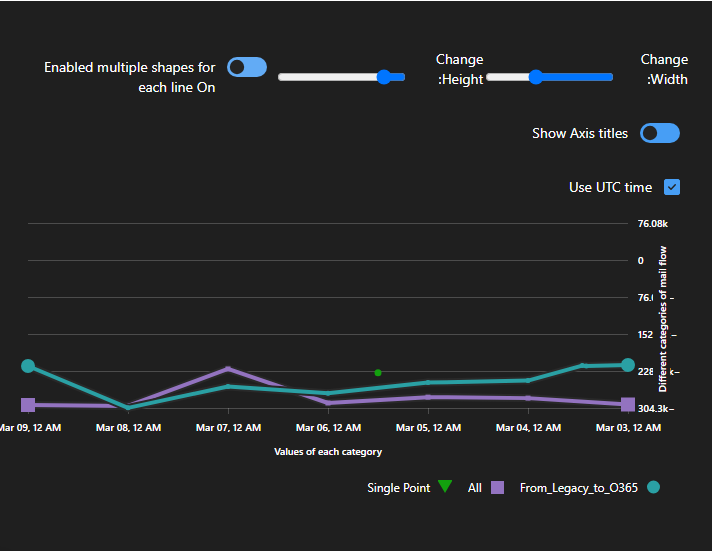 Enabled multiple shapes for
each line On
Change
:Height
Change
:Width
Show Axis titles
Use UTC time
76.08k
0
76.0
152
228
k–
304.3k–
Different categories of mail flow
Mar 09, 12 AM
Mar 08, 12 AM
Mar 07, 12 AM
Mar 06, 12 AM
Mar 05, 12 AM
Mar 04, 12 AM
Mar 03, 12 AM
Values of each category
Single Point
All
From_Legacy_to_O365